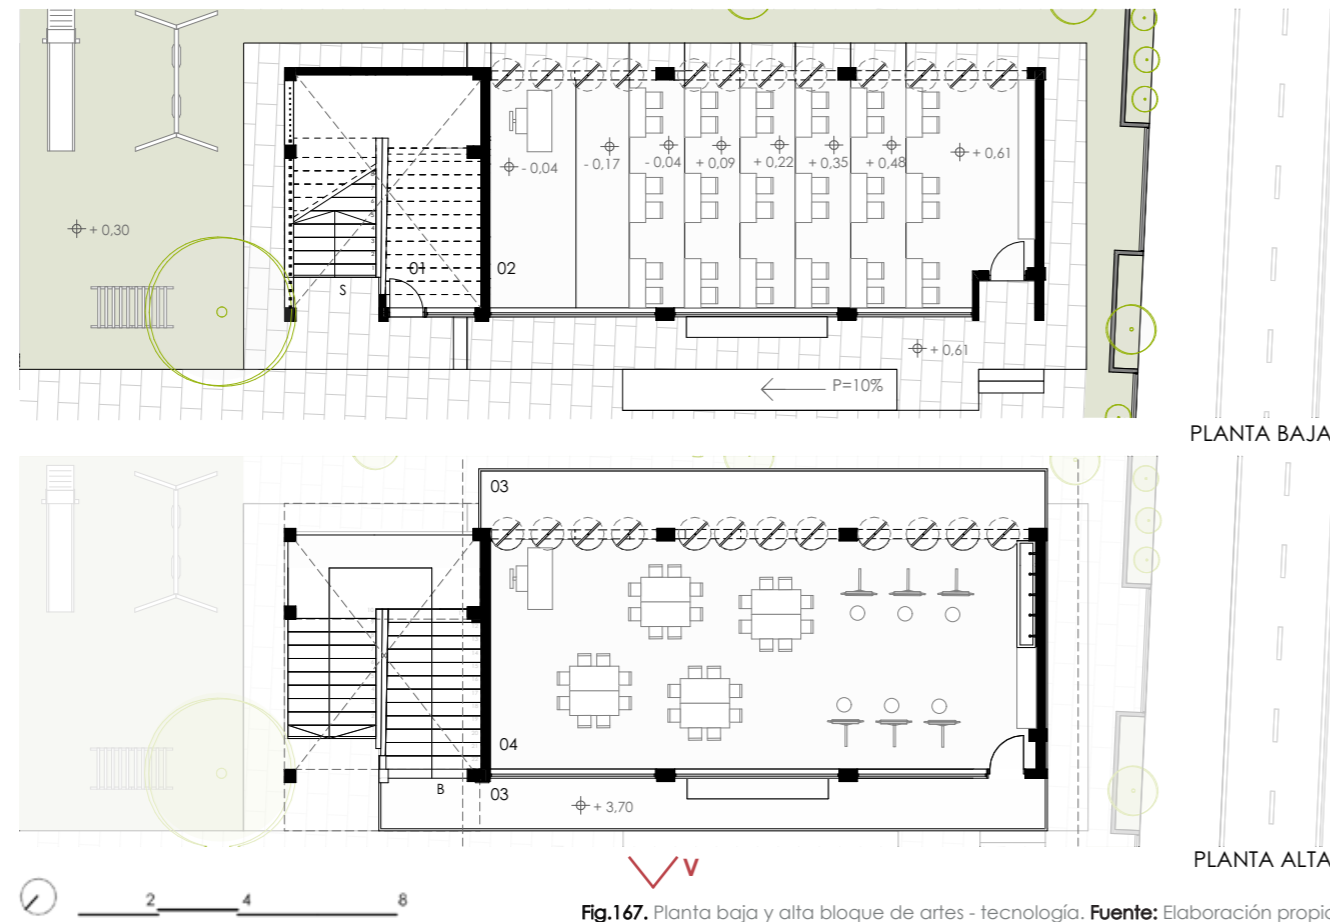 - 0,04
- 0,17
- 0,04
+ 0,09
+ 0,22
+ 0,35
+ 0,48
+ 0,61
+ 0,30
01
02
S
+ 0,61
P=10%
PLANTA BAJA
03
04
B
03
+ 3,70
PLANTA ALTA
V
2 4 8
Fig.167. Planta baja y alta bloque de artes - tecnología. Fuente: Elaboración propi